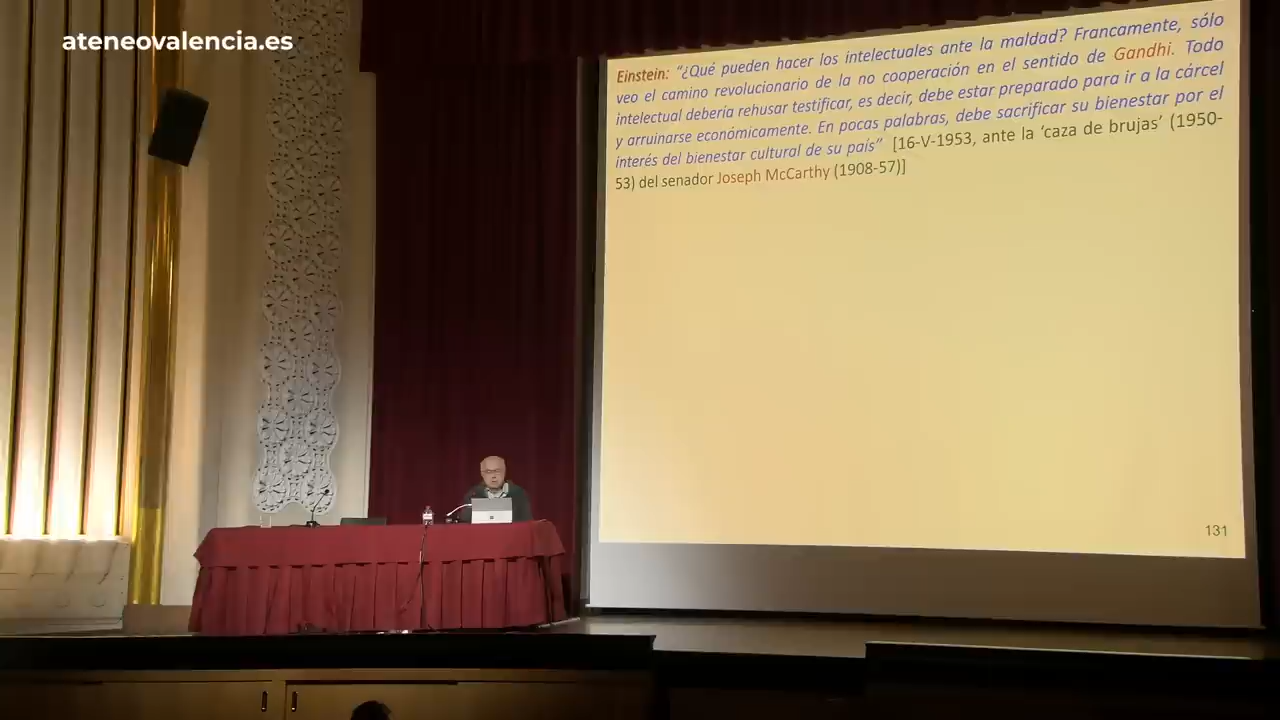 ateneovalencia.es
Einstein: “¿Qué pueden hacer los intelectuales ante la maldad? Francamente, sólo
veo el camino revolucionario de la no cooperación en el sentido de Gandhi. Todo
intelectual debería rehusar testificar, es decir, debe estar preparado para ir a la cárcel
y arruinarse económicamente. En pocas palabras, debe sacrificar su bienestar por el
interés del bienestar cultural de su país” [16-V-1953, ante la ‘caza de brujas’ (1950-
53) del senador Joseph McCarthy (1908-57)]
131